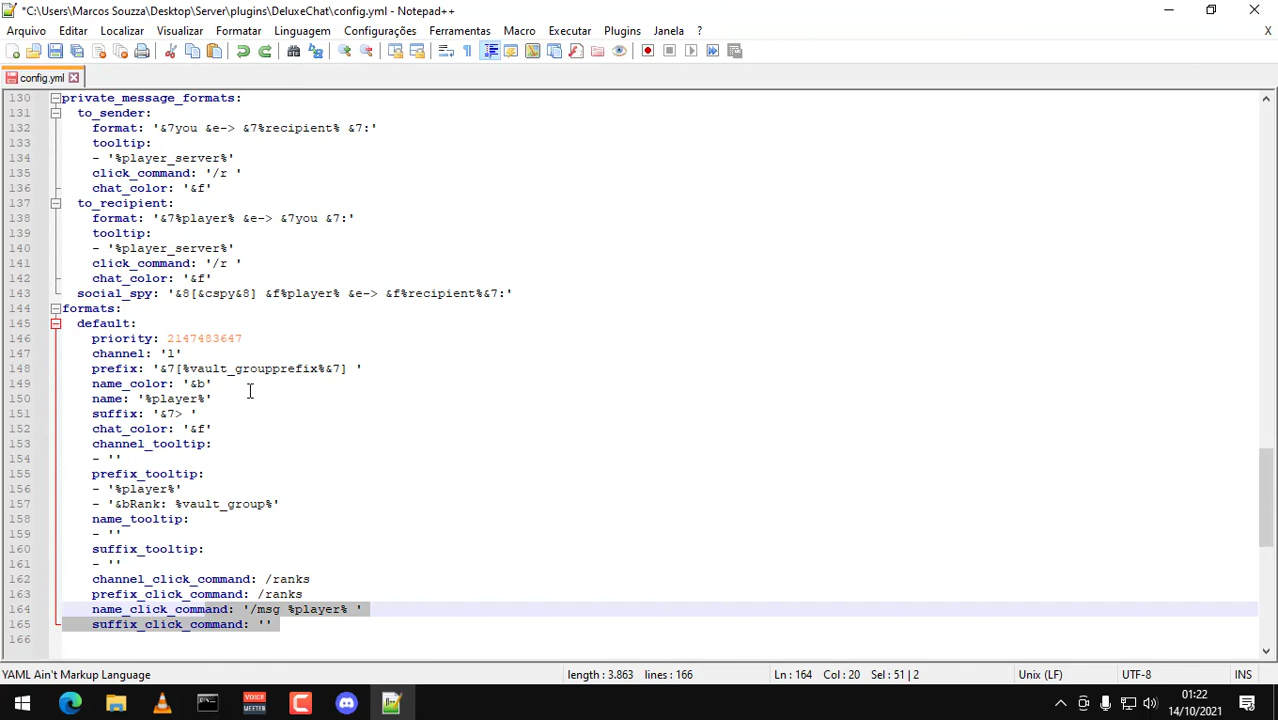 *C:\Users\Marcos Souzza\Desktop\Server\plugins\DeluxeChat\config.yml - Notepad++
Arquivo Editar Localizar Visualizar Formatar Linguagem Configurações Ferramentas Macro Executar Plugins Janela ? X
config.yml
130 private_message_formats:
131 to_sender:
132 format: '&7you &e-> &7%recipient% &7:'
133 tooltip:
134 - '%player_server%'
135 click_command: '/r '
136 chat_color: '&f'
137 to_recipient:
138 format: '&7%player% &e-> &7you &7:'
139 tooltip:
140 - '%player_server%'
141 click_command: '/r '
142 chat_color: '&f'
143 social_spy: '&8[&cspy&8] &f%player% &e-> &f%recipient%&7:'
144 formats:
145 default:
146 priority: 2147483647
147 channel: 'l'
148 prefix: '&7[%vault_groupprefix%&7] '
149 name_color: '&b'
150 name: '%player%'
151 suffix: '&7> '
152 chat_color: '&f'
153 channel_tooltip:
154 - ''
155 prefix_tooltip:
156 - '%player%'
157 - '&bRank: %vault_group%'
158 name_tooltip:
159 - ''
160 suffix_tooltip:
161 - ''
162 channel_click_command: /ranks
163 prefix_click_command: /ranks
164 name_click_command: '/msg %player% '
165 suffix_click_command: ''
166
YAML Ain't Markup Language length : 3.863 lines : 166 Ln : 164 Col : 20 Sel : 51 | 2 Unix (LF) UTF-8 INS
VOICE MEETER
01:22
14/10/2021